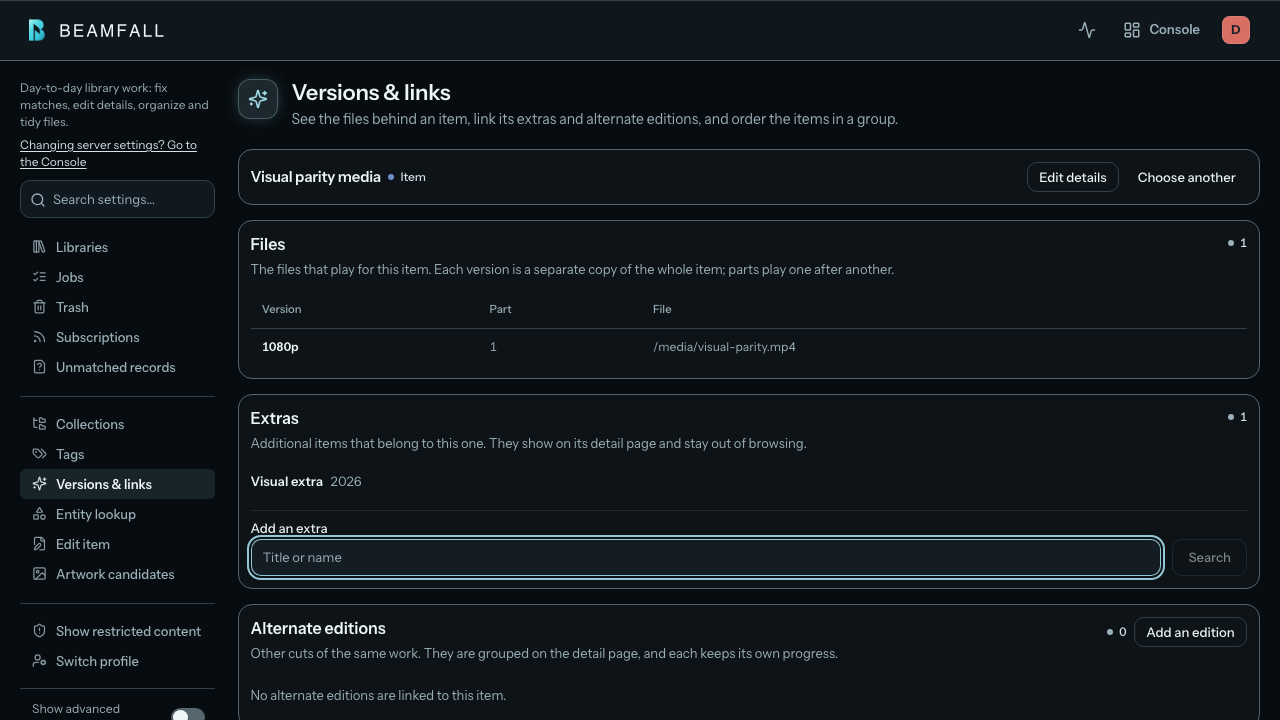 BEAMFALL
Console
D
Day-to-day library work: fix
matches, edit details, organize and
tidy files.
Changing server settings? Go to
the Console
Search settings...
Libraries
Jobs
Trash
Subscriptions
Unmatched records
Collections
Tags
Versions & links
Entity lookup
Edit item
Artwork candidates
Show restricted content
Switch profile
Show advanced
Versions & links
See the files behind an item, link its extras and alternate editions, and order the items in a group.
Visual parity media Item
Edit details
Choose another
Files
1
The files that play for this item. Each version is a separate copy of the whole item; parts play one after another.
Version Part File
1080p 1 /media/visual-parity.mp4
Extras
1
Additional items that belong to this one. They show on its detail page and stay out of browsing.
Visual extra 2026
Add an extra
Title or name
Search
Alternate editions
0
Add an edition
Other cuts of the same work. They are grouped on the detail page, and each keeps its own progress.
No alternate editions are linked to this item.